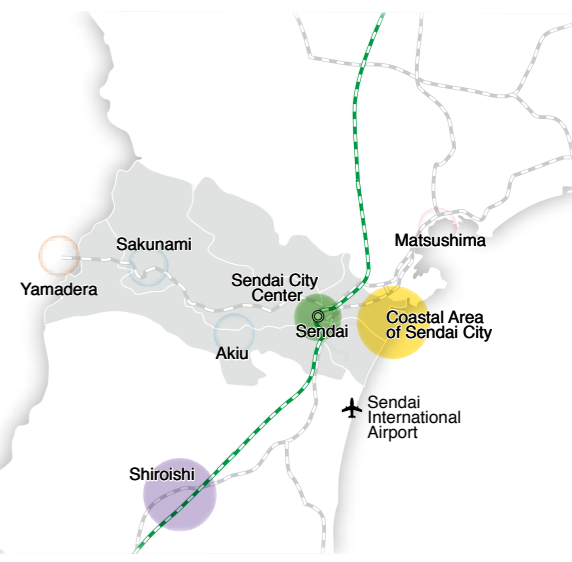 Matsushima
Sakunami
Yamadera
Sendai City
Center
Sendai
Coastal Area
of Sendai City
Akiu
Sendai
International
Airport
Shiroishi